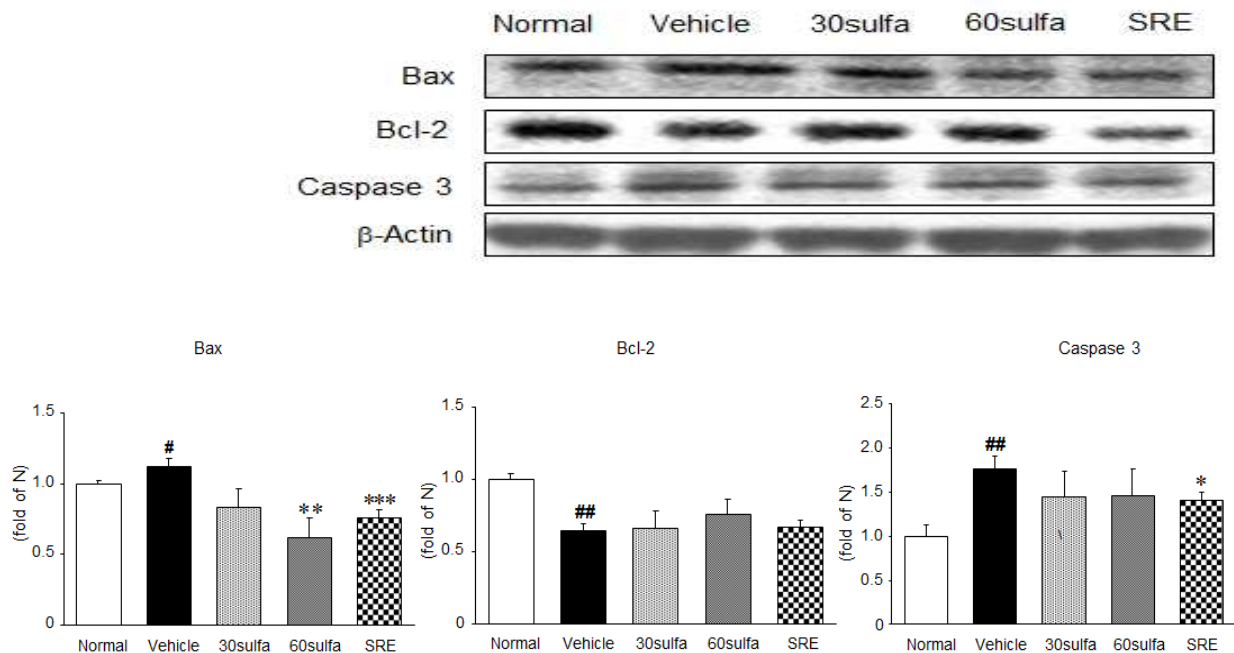 Normal Vehicle 30sulfa 60sulfa SRE
Bax
Bcl-2
Caspase 3
β-Actin
Bax
(fold of N)
1.5
1.0
0.5
0
#
**
***
Normal Vehicle 30sulfa 60sulfa SRE
Bcl-2
(fold of N)
1.5
1.0
0.5
0
##
Normal Vehicle 30sulfa 60sulfa SRE
Caspase 3
(fold of N)
2.5
2.0
1.5
1.0
0.5
0
##
*
\
Normal Vehicle 30sulfa 60sulfa SRE